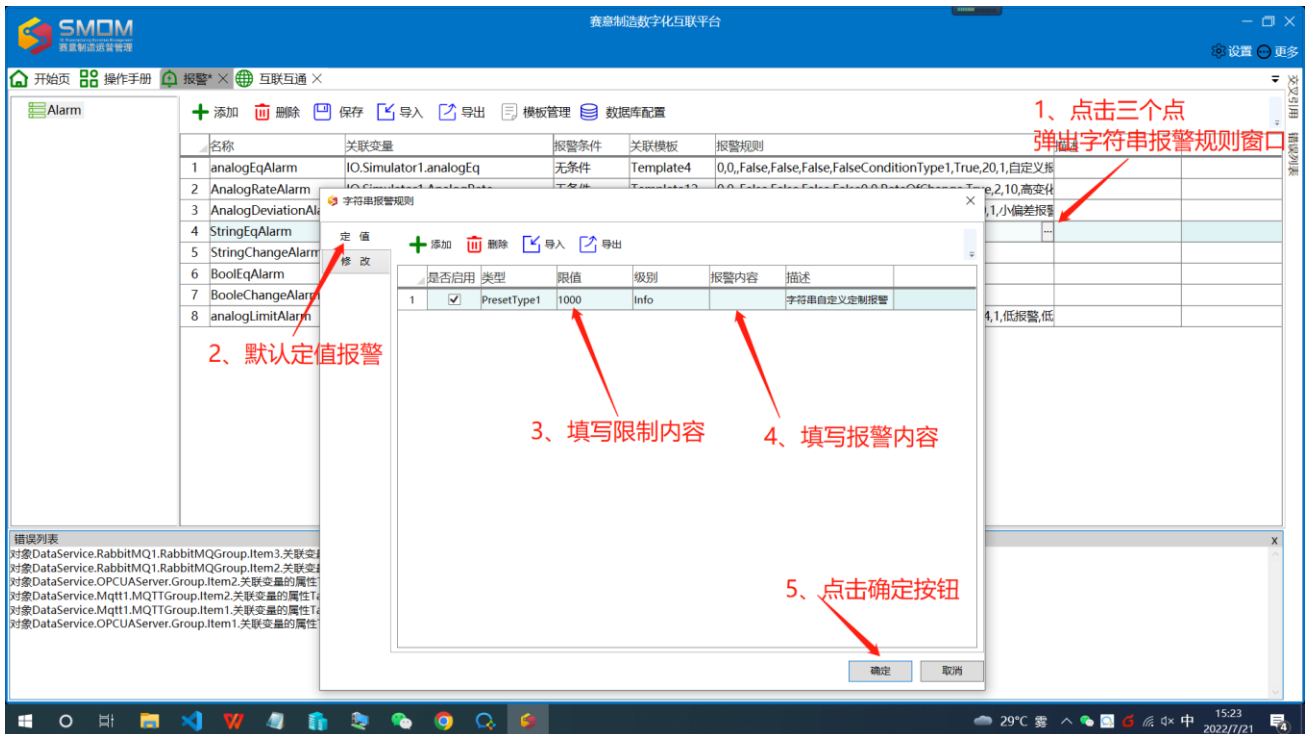 SMOM
赛意制造运营管理
赛意制造数字化互联平台
设置 更多
开始页 操作手册 报警* 互联互通
交叉引用
错误列表
Alarm
添加 删除 保存 导入 导出 模板管理 数据库配置
1、点击三个点
弹出字符串报警规则窗口
名称 关联变量 报警条件 关联模板 报警规则
1 analogEqAlarm IO.Simulator1.analogEq 无条件 Template4 0,0,,False,False,False,FalseConditionType1,True,20,1,自定义报
2 AnalogRateAlarm
3 AnalogDeviationAla ,1,小偏差报警
4 StringEqAlarm ...
5 StringChangeAlarm
6 BoolEqAlarm
7 BooleChangeAlarm
8 analogLimitAlarm 4,1,低报警,低
字符串报警规则
定 值
修 改
添加 删除 导入 导出
是否启用 类型 限值 级别 报警内容 描述
1 PresetType1 1000 Info 字符串自定义定制报警
2、默认定值报警
3、填写限制内容
4、填写报警内容
5、点击确定按钮
确定 取消
错误列表 x
对象DataService.RabbitMQ1.RabbitMQGroup.Item3.关联变
对象DataService.RabbitMQ1.RabbitMQGroup.Item2.关联变
对象DataService.OPCUAServer.Group.Item2.关联变量的属性
对象DataService.Mqtt1.MQTTGroup.Item2.关联变量的属性Ta
对象DataService.Mqtt1.MQTTGroup.Item1.关联变量的属性Ta
对象DataService.OPCUAServer.Group.Item1.关联变量的属性
29°C 雾 中 15:23
2022/7/21